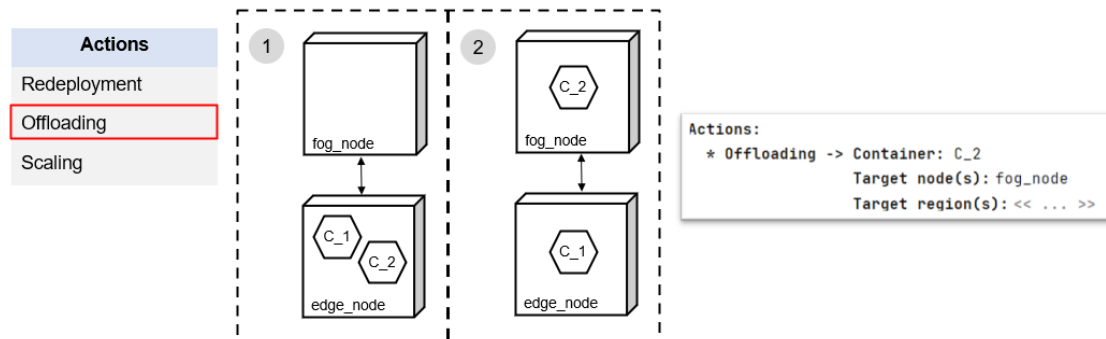 Actions
Redeployment
Offloading
Scaling
1
fog_node
C_1
C_2
edge_node
2
C_2
fog_node
C_1
edge_node
Actions:
* Offloading -> Container: C_2
Target node(s): fog_node
Target region(s): << ... >>